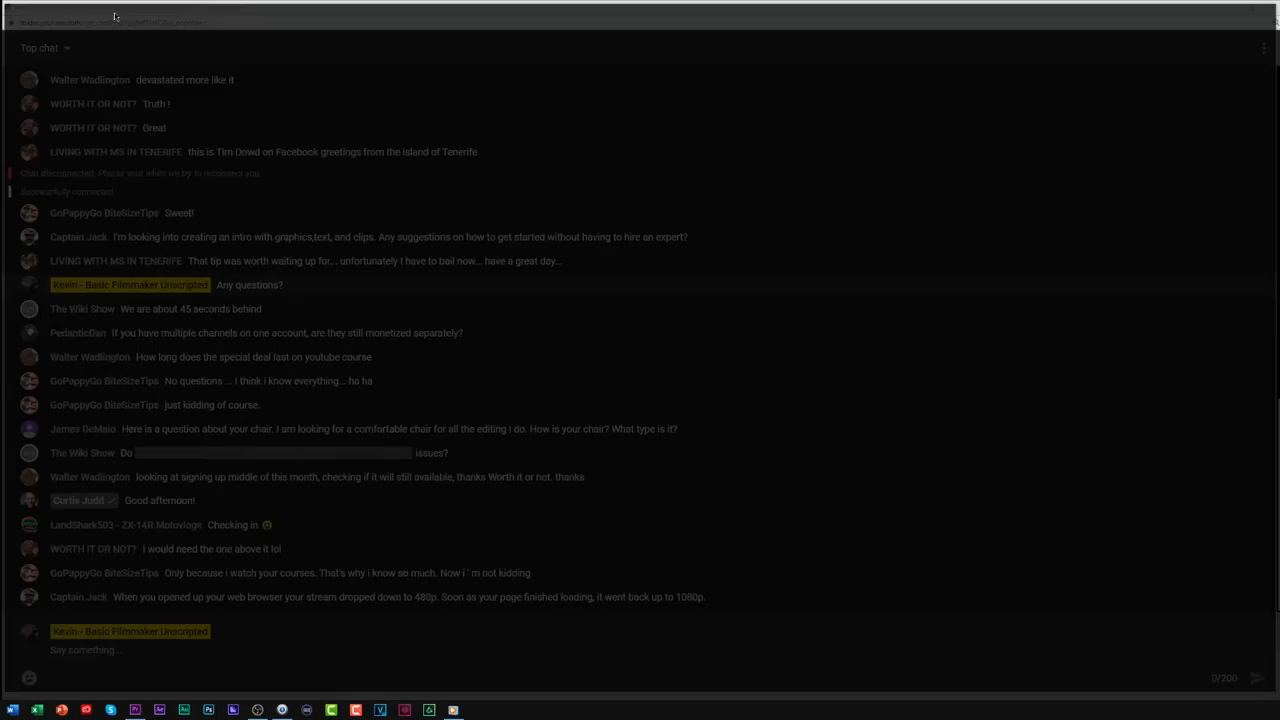 Top chat
Walter Wadlington devastated more like it
WORTH IT OR NOT? Truth !
WORTH IT OR NOT? Great
LIVING WITH MS IN TENERIFE this is Tim Dowd on Facebook greetings from the island of Tenerife
Chat disconnected. Please wait while we try to reconnect you.
Successfully connected.
GoPappyGo BiteSizeTips Sweet!
Captain Jack I'm looking into creating an intro with graphics,text, and clips. Any suggestions on how to get started without having to hire an expert?
LIVING WITH MS IN TENERIFE That tip was worth waiting up for... unfortunately I have to bail now... have a great day...
Kevin - Basic Filmmaker Unscripted Any questions?
The Wiki Show We are about 45 seconds behind
PedanticDan If you have multiple channels on one account, are they still monetized separately?
Walter Wadlington How long does the special deal last on youtube course
GoPappyGo BiteSizeTips No questions ... I think i know everything... ha ha
GoPappyGo BiteSizeTips just kidding of course.
James DeMaio Here is a question about your chair. I am looking for a comfortable chair for all the editing I do. How is your chair? What type is it?
The Wiki Show Do issues?
Walter Wadlington looking at signing up middle of this month, checking if it will still available, thanks Worth it or not. thanks
Curtis Judd Good afternoon!
LandShark503 - ZX-14R Motovlogs Checking in
WORTH IT OR NOT? I would need the one above it lol
GoPappyGo BiteSizeTips Only because i watch your courses. That's why i know so much. Now i ' m not kidding
Captain Jack When you opened up your web browser your stream dropped down to 480p. Soon as your page finished loading, it went back up to 1080p.
Kevin - Basic Filmmaker Unscripted
Say something...
0/200